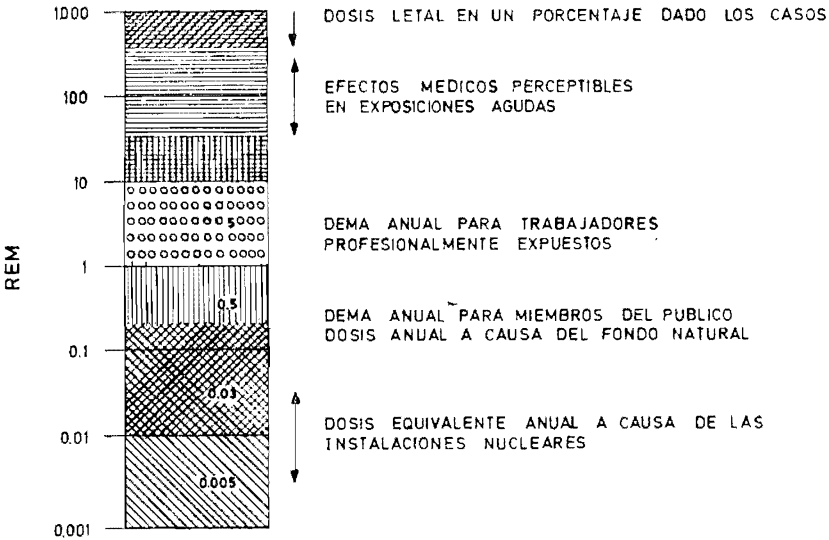 1000
DOSIS LETAL EN UN PORCENTAJE DADO LOS CASOS
EFECTOS MEDICOS PERCEPTIBLES
EN EXPOSICIONES AGUDAS
100
10
5
DEMA ANUAL PARA TRABAJADORES
PROFESIONALMENTE EXPUESTOS
REM
1
0.5
DEMA ANUAL PARA MIEMBROS DEL PUBLICO
DOSIS ANUAL A CAUSA DEL FONDO NATURAL
0.1
0.03
DOSIS EQUIVALENTE ANUAL A CAUSA DE LAS
INSTALACIONES NUCLEARES
0.01
0.005
0.001